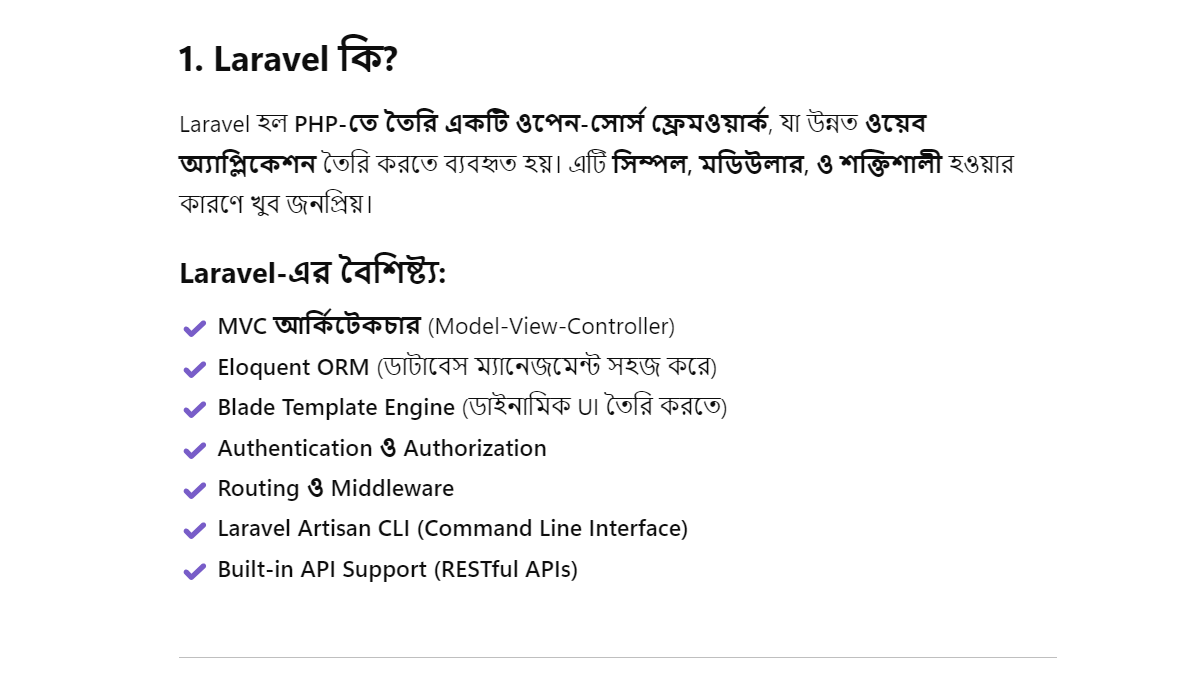 1. Laravel কি?
Laravel হল PHP-তে তৈরি একটি ওপেন-সোর্স ফ্রেমওয়ার্ক, যা উন্নত ওয়েব
অ্যাপ্লিকেশন তৈরি করতে ব্যবহৃত হয়। এটি সিম্পল, মডিউলার, ও শক্তিশালী হওয়ার
কারণে খুব জনপ্রিয়।
Laravel-এর বৈশিষ্ট্য:
MVC আর্কিটেকচার (Model-View-Controller)
Eloquent ORM (ডাটাবেস ম্যানেজমেন্ট সহজ করে)
Blade Template Engine (ডাইনামিক UI তৈরি করতে)
Authentication ও Authorization
Routing ও Middleware
Laravel Artisan CLI (Command Line Interface)
Built-in API Support (RESTful APIs)